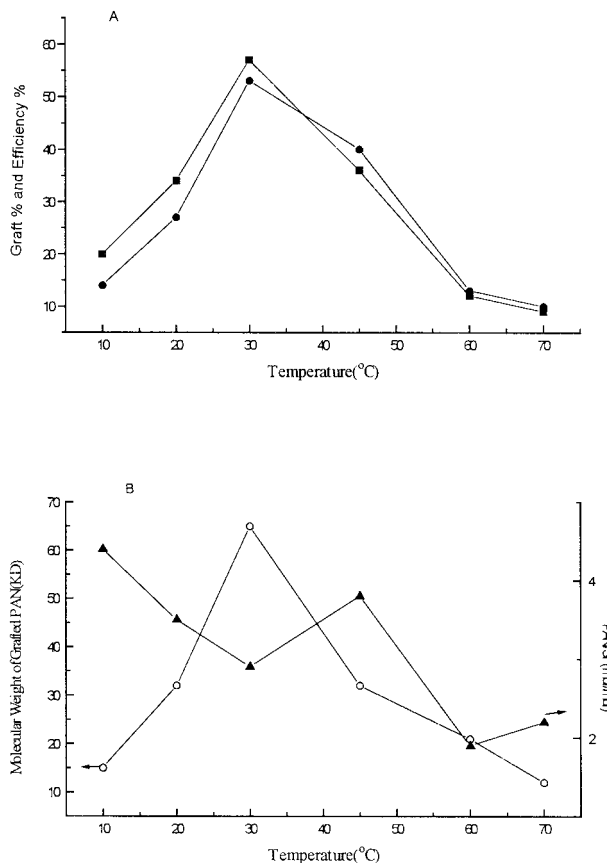 A
Graft % and Efficiency %
60
50
40
30
20
10
10 20 30 40 50 60 70
Temperature(°C)
B
Molecular Weight of Grafted PAN(KD)
70
60
50
40
30
20
10
4
2
10 20 30 40 50 60 70
Temperature(°C)